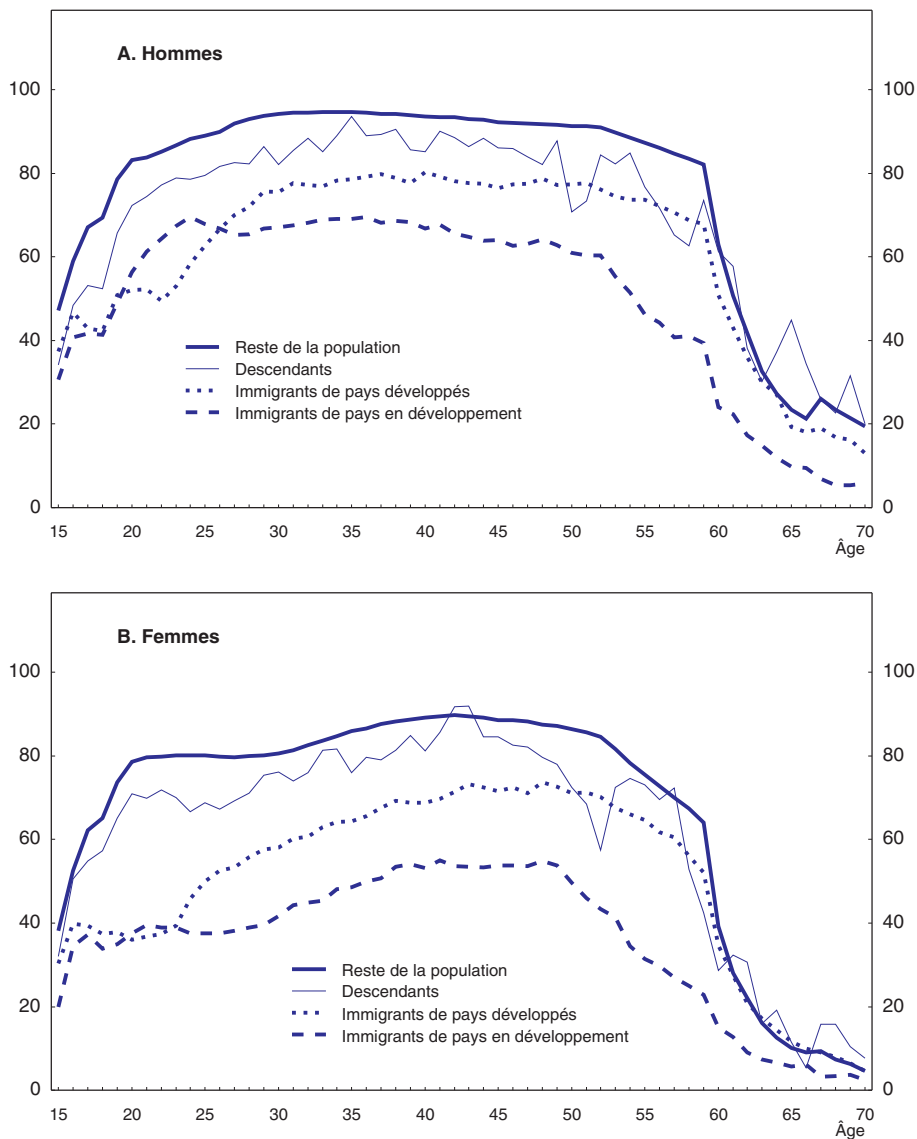 A. Hommes
100 100
80 80
60 60
40 40
Reste de la population
Descendants
Immigrants de pays développés
20 20
Immigrants de pays en développement
0 0
15 20 25 30 35 40 45 50 55 60 65 70
Âge
B. Femmes
100 100
80 80
60 60
40 40
Reste de la population
Descendants
20 20
Immigrants de pays développés
Immigrants de pays en développement
0 0
15 20 25 30 35 40 45 50 55 60 65 70
Âge